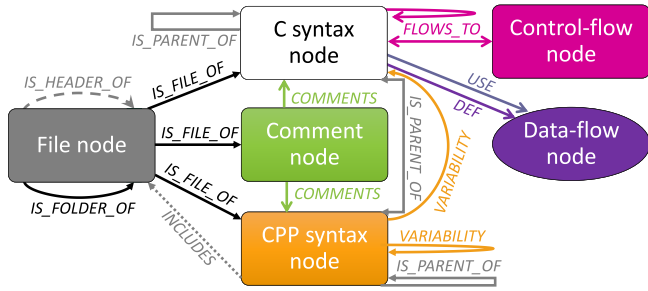 IS_PARENT_OF
C syntax
node
FLOWS_TO
Control-flow
node
IS_HEADER_OF
IS_FILE_OF
USE
DEF
COMMENTS
File node
IS_FILE_OF
Comment
node
IS_PARENT_OF
VARIABILITY
Data-flow
node
IS_FOLDER_OF
IS_FILE_OF
COMMENTS
INCLUDES
CPP syntax
node
VARIABILITY
IS_PARENT_OF